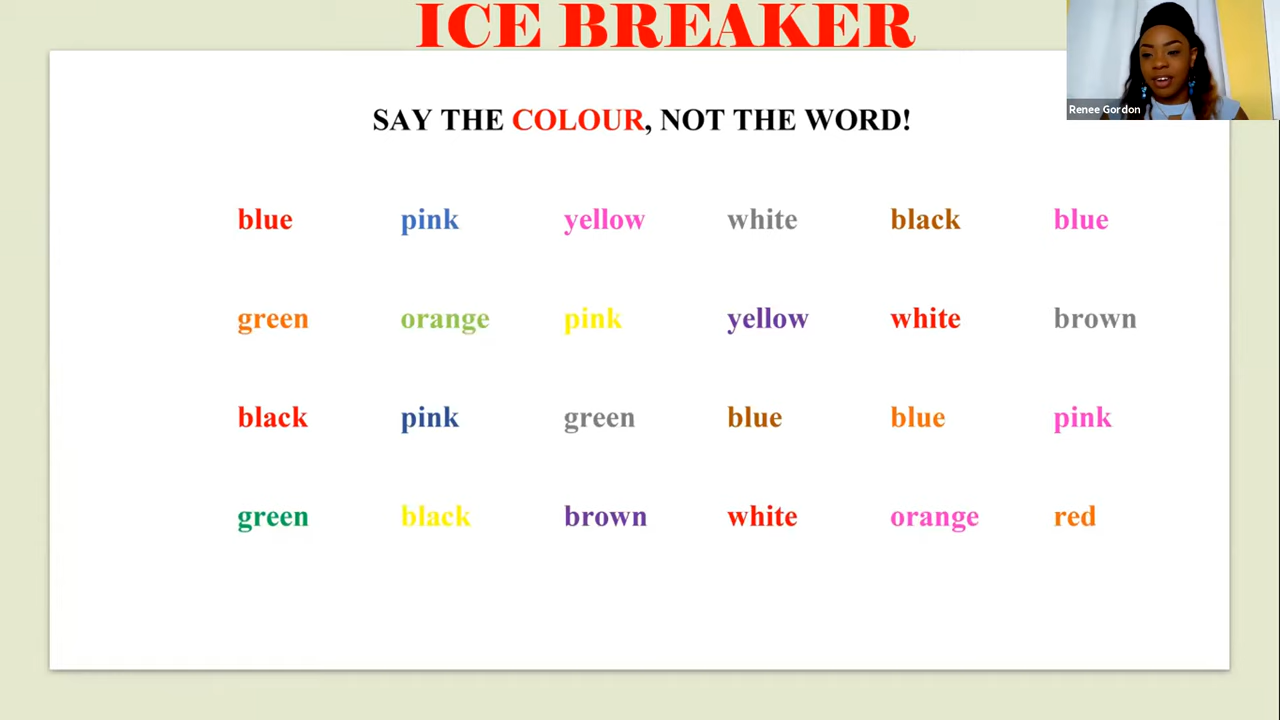 ICE BREAKER
Renee Gordon
SAY THE COLOUR, NOT THE WORD!
blue pink yellow white black blue
green orange pink yellow white brown
black pink green blue blue pink
green black brown white orange red